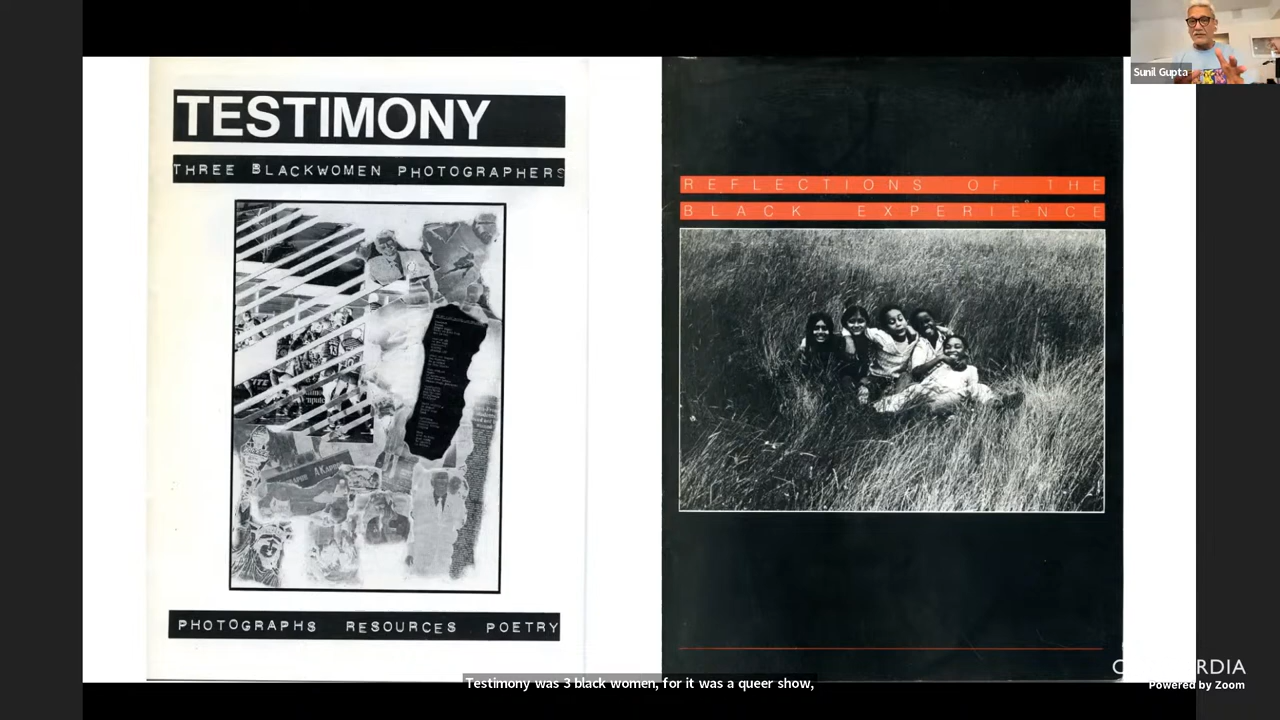 Sunil Gupta
TESTIMONY
THREE BLACKWOMEN PHOTOGRAPHERS
PHOTOGRAPHS RESOURCES POETRY
REFLECTIONS OF THE
BLACK EXPERIENCE
Testimony was 3 black women, for it was a queer show,
Powered by Zoom